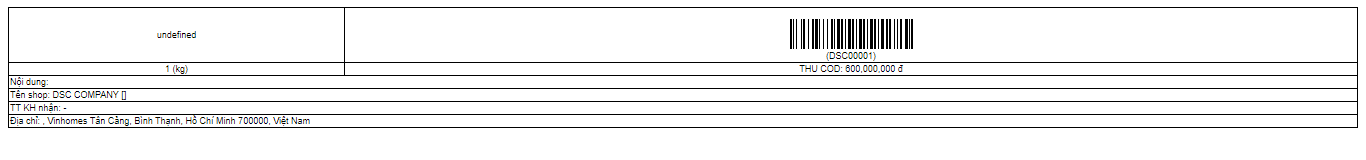 undefined
(DSC00001)
1 (kg)
THU COD: 600,000,000 đ
Nội dung:
Tên shop: DSC COMPANY []
TT KH nhận: -
Địa chỉ: , Vinhomes Tân Cảng, Bình Thạnh, Hồ Chí Minh 700000, Việt Nam